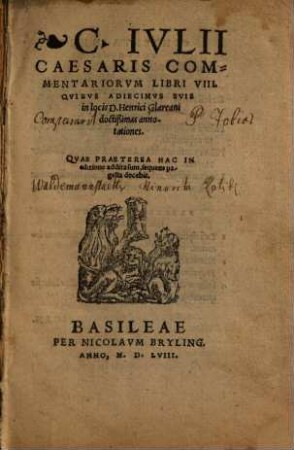 C. IVLII
CAESARIS COM-
MENTARIORVM LIBRI VIII.
QVIBVS ADIECIMVS SVIS
in locis D. Henrici Glareani
doctissimas anno-
tationes.
QVAE PRAETEREA HAC IN
editione addita sint, sequens pa-
gella docebit.
BASILEAE
PER NICOLAVM BRYLING.
ANNO, M. D. LVIII.